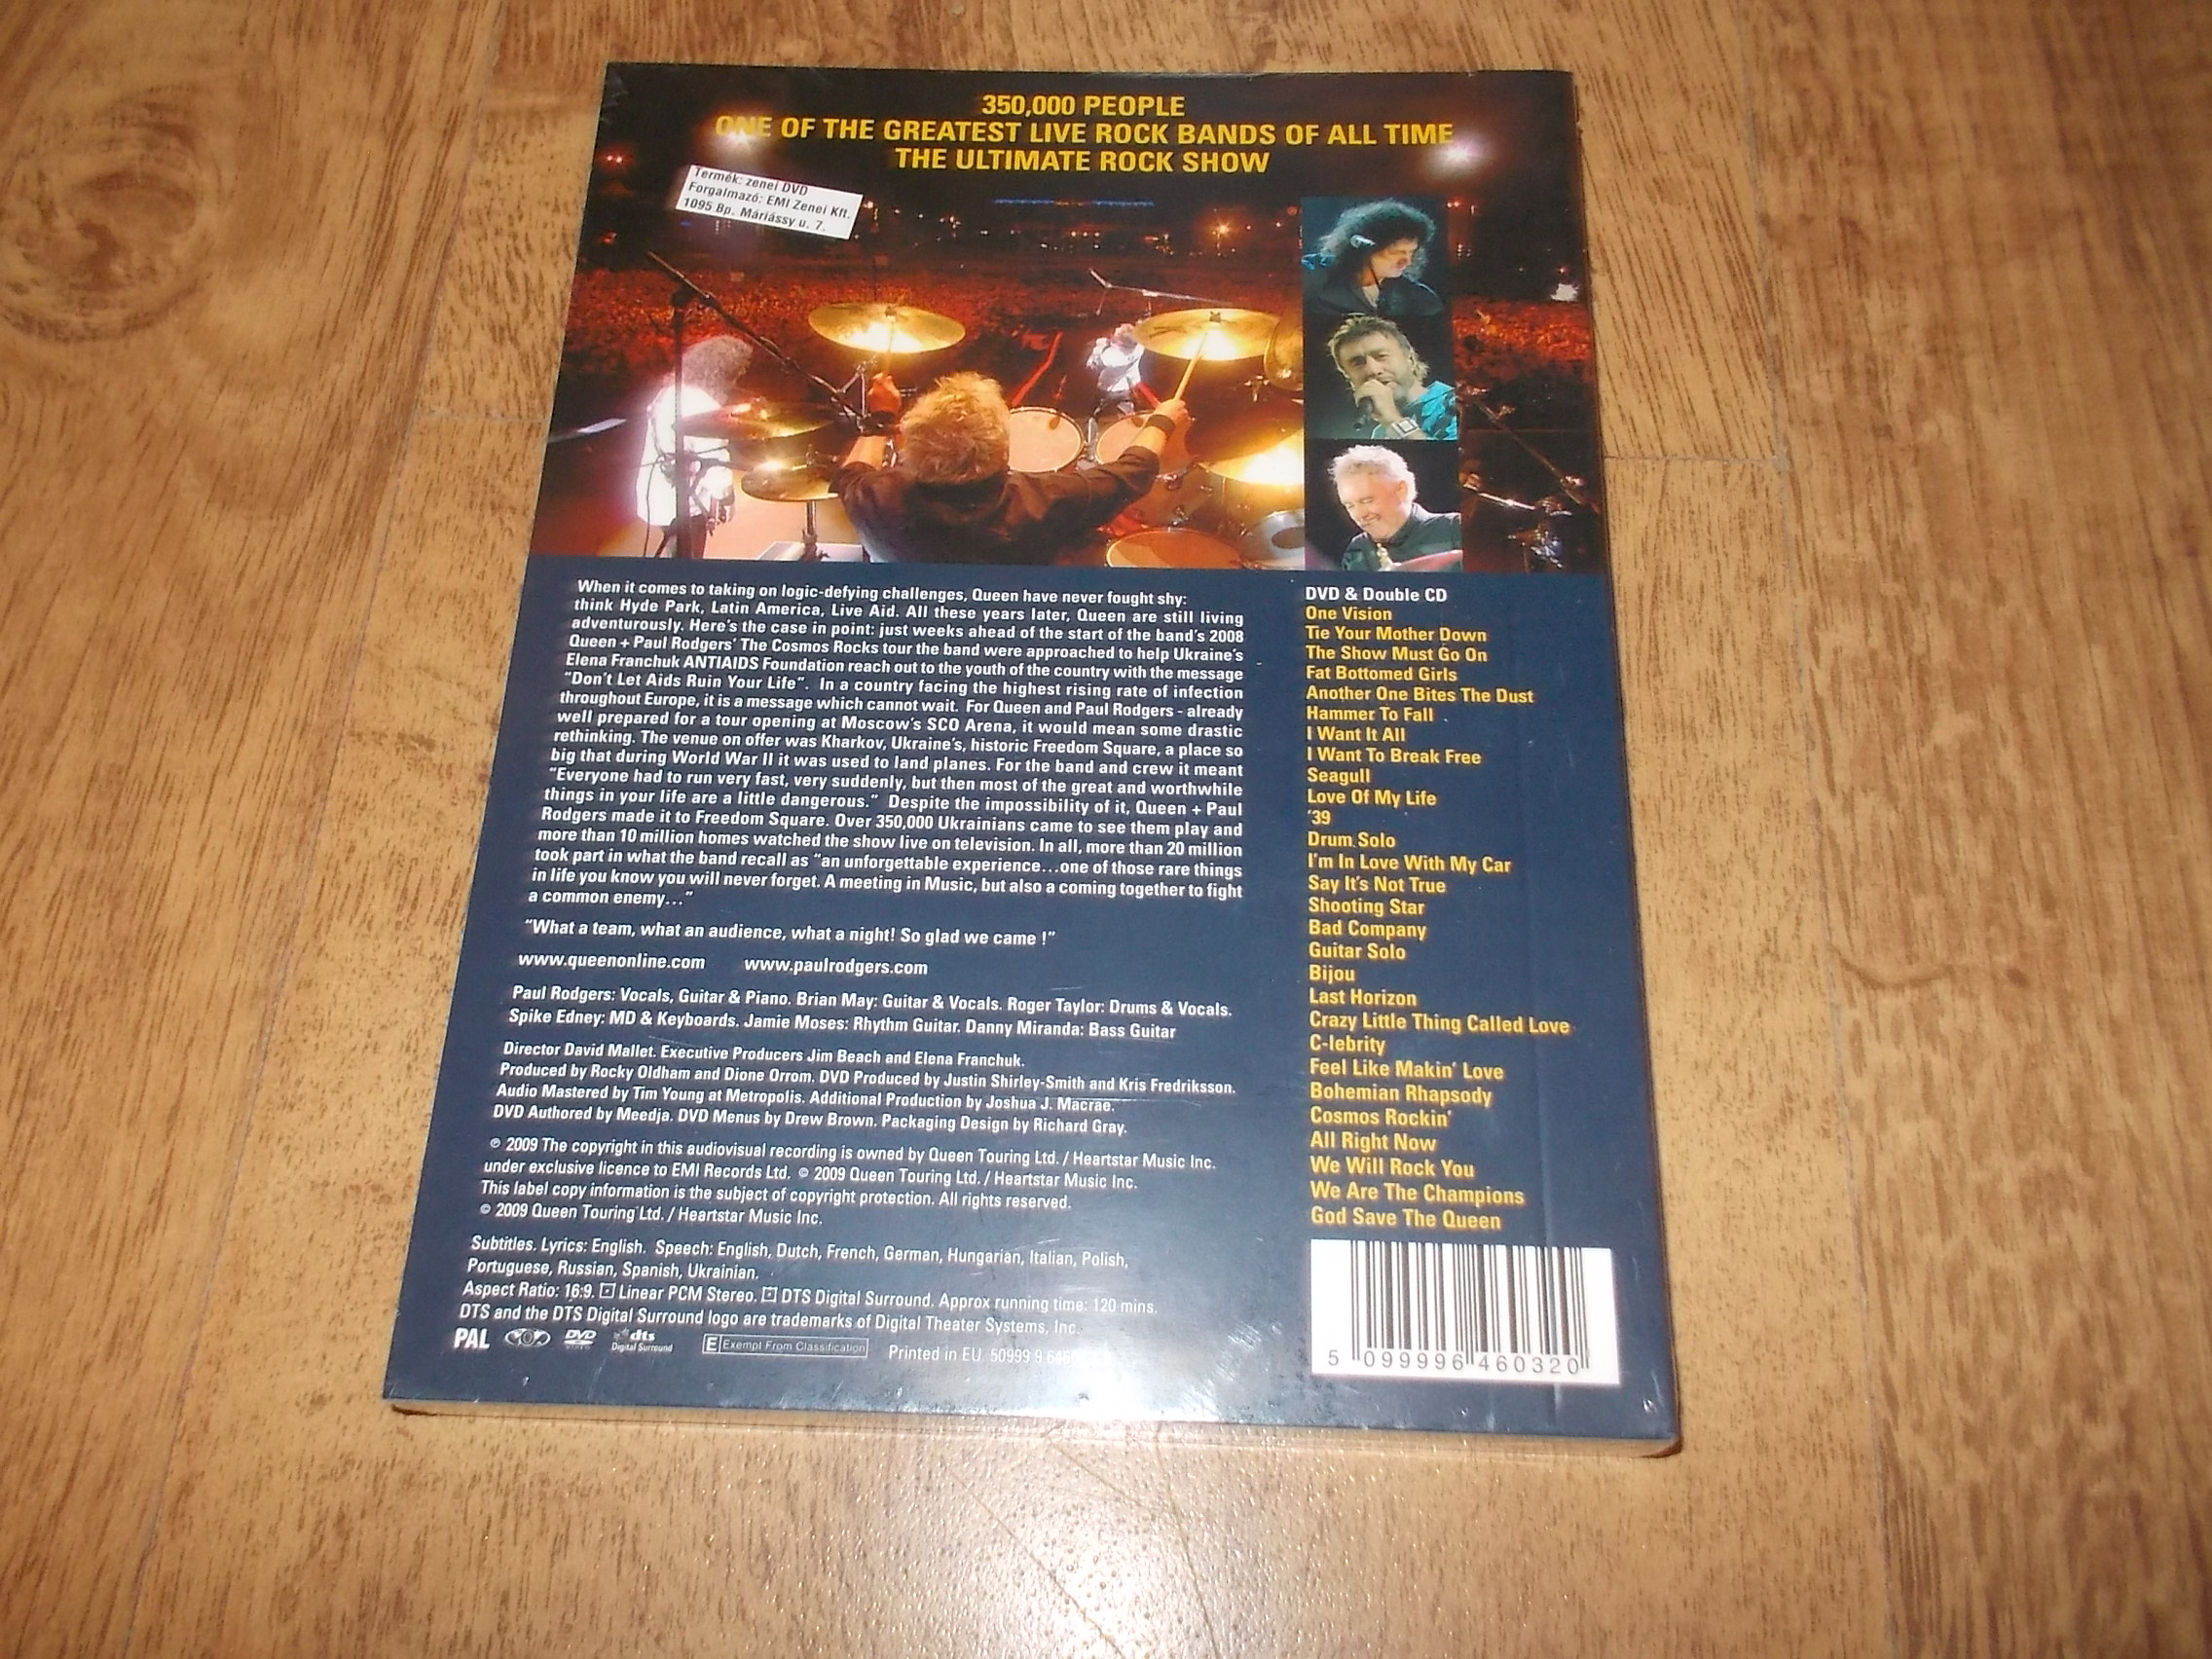 350,000 PEOPLE
ONE OF THE GREATEST LIVE ROCK BANDS OF ALL TIME
THE ULTIMATE ROCK SHOW
Termék: zenei DVD
Forgalmazó: EMI Zenei Kft.
1095 Bp. Máriássy u. 7.
When it comes to taking on logic-defying challenges, Queen have never fought shy:
think Hyde Park, Latin America, Live Aid. All these years later, Queen are still living
adventurously. Here's the case in point: just weeks ahead of the start of the band's 2008
Queen + Paul Rodgers' The Cosmos Rocks tour the band were approached to help Ukraine's
Elena Franchuk ANTIAIDS Foundation reach out to the youth of the country with the message
"Don't Let Aids Ruin Your Life". In a country facing the highest rising rate of infection
throughout Europe, it is a message which cannot wait. For Queen and Paul Rodgers - already
well prepared for a tour opening at Moscow's SCO Arena, it would mean some drastic
rethinking. The venue on offer was Kharkov, Ukraine's, historic Freedom Square, a place so
big that during World War II it was used to land planes. For the band and crew it meant
"Everyone had to run very fast, very suddenly, but then most of the great and worthwhile
things in your life are a little dangerous." Despite the impossibility of it, Queen + Paul
Rodgers made it to Freedom Square. Over 350,000 Ukrainians came to see them play and
more than 10 million homes watched the show live on television. In all, more than 20 million
took part in what the band recall as "an unforgettable experience...one of those rare things
in life you know you will never forget. A meeting in Music, but also a coming together to fight
a common enemy..."
"What a team, what an audience, what a night! So glad we came !"
www.queenonline.com www.paulrodgers.com
Paul Rodgers: Vocals, Guitar & Piano. Brian May: Guitar & Vocals. Roger Taylor: Drums & Vocals.
Spike Edney: MD & Keyboards. Jamie Moses: Rhythm Guitar. Danny Miranda: Bass Guitar
Director David Mallet. Executive Producers Jim Beach and Elena Franchuk.
Produced by Rocky Oldham and Dione Orrom. DVD Produced by Justin Shirley-Smith and Kris Fredriksson.
Audio Mastered by Tim Young at Metropolis. Additional Production by Joshua J. Macrae.
DVD Authored by Meedja. DVD Menus by Drew Brown. Packaging Design by Richard Gray.
℗ 2009 The copyright in this audiovisual recording is owned by Queen Touring Ltd. / Heartstar Music Inc.
under exclusive licence to EMI Records Ltd. © 2009 Queen Touring Ltd. / Heartstar Music Inc.
This label copy information is the subject of copyright protection. All rights reserved.
© 2009 Queen Touring Ltd. / Heartstar Music Inc.
Subtitles. Lyrics: English. Speech: English, Dutch, French, German, Hungarian, Italian, Polish,
Portuguese, Russian, Spanish, Ukrainian.
Aspect Ratio: 16:9. Linear PCM Stereo. DTS Digital Surround. Approx running time: 120 mins.
DTS and the DTS Digital Surround logo are trademarks of Digital Theater Systems, Inc.
PAL DVD VIDEO dts Digital Surround E Exempt From Classification Printed in EU. 50999 9
DVD & Double CD
One Vision
Tie Your Mother Down
The Show Must Go On
Fat Bottomed Girls
Another One Bites The Dust
Hammer To Fall
I Want It All
I Want To Break Free
Seagull
Love Of My Life
'39
Drum Solo
I'm In Love With My Car
Say It's Not True
Shooting Star
Bad Company
Guitar Solo
Bijou
Last Horizon
Crazy Little Thing Called Love
C-lebrity
Feel Like Makin' Love
Bohemian Rhapsody
Cosmos Rockin'
All Right Now
We Will Rock You
We Are The Champions
God Save The Queen
5 099996 460320